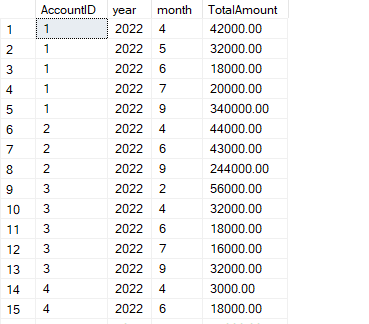 AccountID year month TotalAmount
1 1 2022 4 42000.00
2 1 2022 5 32000.00
3 1 2022 6 18000.00
4 1 2022 7 20000.00
5 1 2022 9 340000.00
6 2 2022 4 44000.00
7 2 2022 6 43000.00
8 2 2022 9 244000.00
9 3 2022 2 56000.00
10 3 2022 4 32000.00
11 3 2022 6 18000.00
12 3 2022 7 16000.00
13 3 2022 9 32000.00
14 4 2022 4 3000.00
15 4 2022 6 18000.00